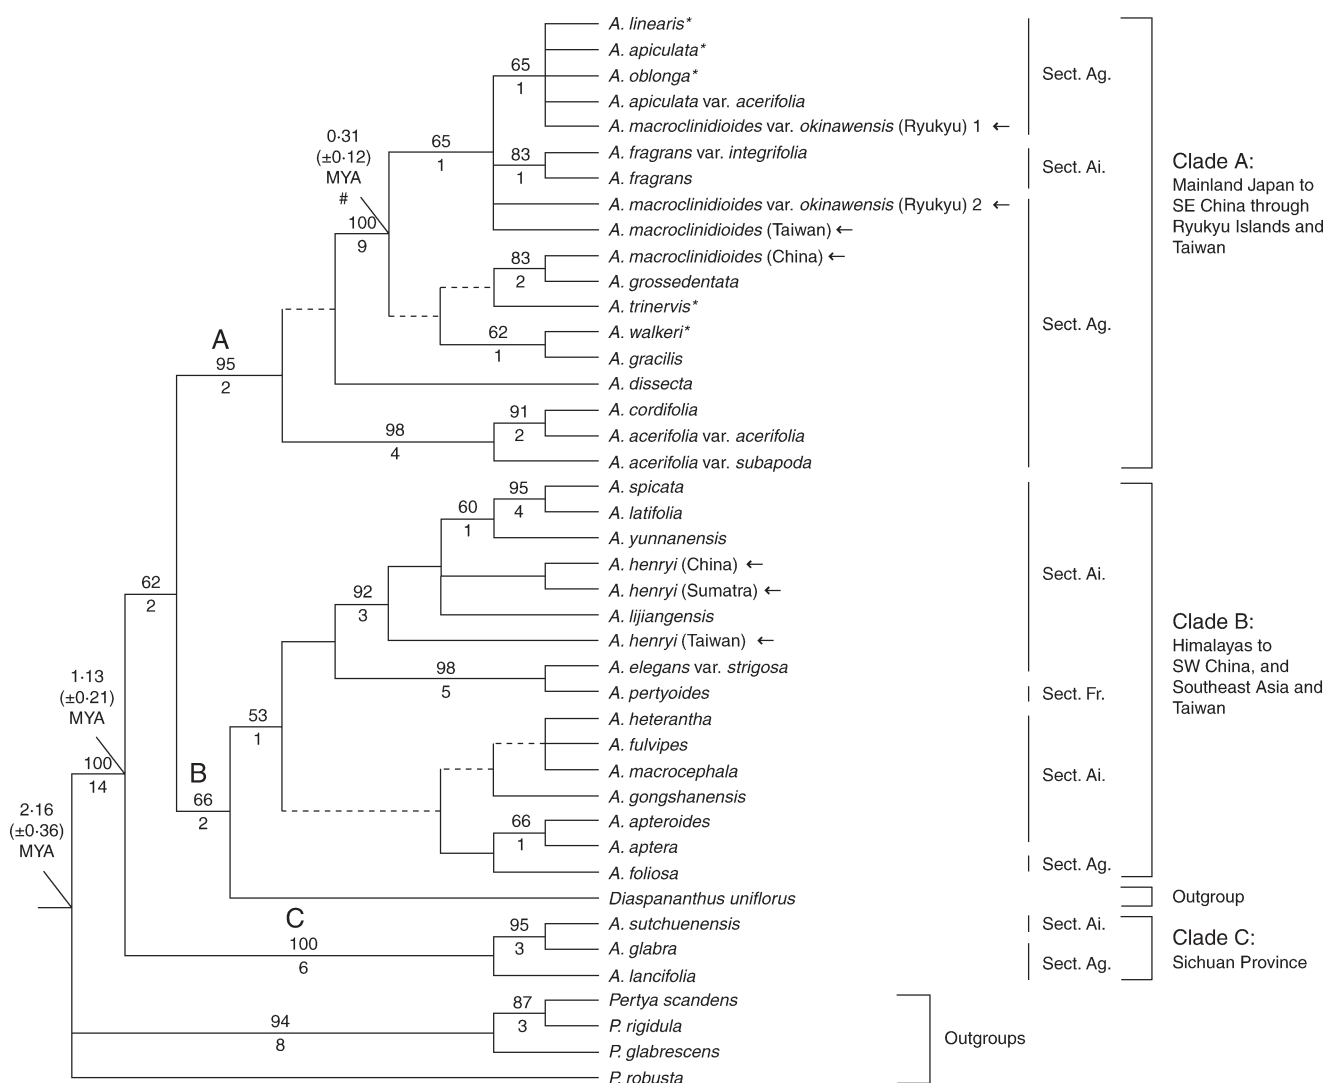 A. linearis*
A. apiculata*
65
A. oblonga*
Sect. Ag.
1
A. apiculata var. acerifolia
A. macroclinidioides var. okinawensis (Ryukyu) 1 ←
0·31
(±0·12)
MYA
#
65
1
83
A. fragrans var. integrifolia
1
A. fragrans
Sect. Ai.
Clade A:
Mainland Japan to
SE China through
Ryukyu Islands and
Taiwan
A. macroclinidioides var. okinawensis (Ryukyu) 2 ←
100
9
A. macroclinidioides (Taiwan) ←
83
A. macroclinidioides (China) ←
2
A. grossedentata
A. trinervis*
Sect. Ag.
62
A. walkeri*
1
A. gracilis
A
95
2
A. dissecta
91
A. cordifolia
98
2
A. acerifolia var. acerifolia
4
A. acerifolia var. subapoda
95
A. spicata
60
4
A. latifolia
1
A. yunnanensis
A. henryi (China) ←
Sect. Ai.
62
2
92
3
A. henryi (Sumatra) ←
A. lijiangensis
A. henryi (Taiwan) ←
Clade B:
Himalayas to
SW China, and
Southeast Asia and
Taiwan
98
A. elegans var. strigosa
5
A. pertyoides
Sect. Fr.
1·13
(±0·21)
MYA
53
1
A. heterantha
A. fulvipes
A. macrocephala
Sect. Ai.
100
14
B
66
2
A. gongshanensis
66
A. apteroides
1
A. aptera
2·16
(±0·36)
MYA
A. foliosa
Sect. Ag.
Diaspananthus uniflorus
Outgroup
C
95
A. sutchuenensis
Sect. Ai.
100
3
A. glabra
6
A. lancifolia
Sect. Ag.
Clade C:
Sichuan Province
87
Pertya scandens
94
3
P. rigidula
8
P. glabrescens
Outgroups
P. robusta